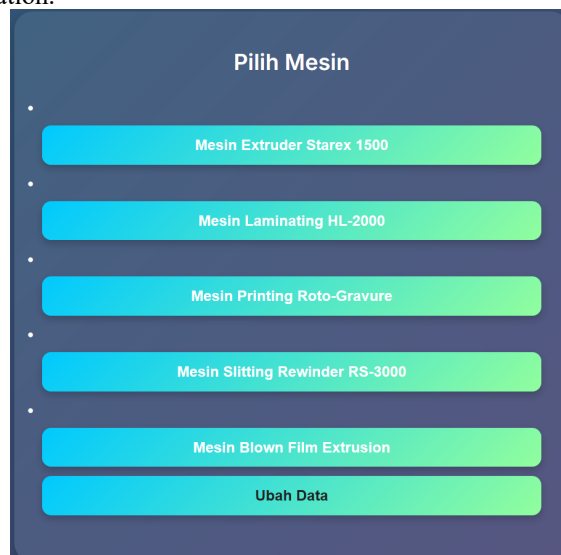 Pilih Mesin
Mesin Extruder Starex 1500
Mesin Laminating HL-2000
Mesin Printing Roto-Gravure
Mesin Slitting Rewinder RS-3000
Mesin Blown Film Extrusion
Ubah Data